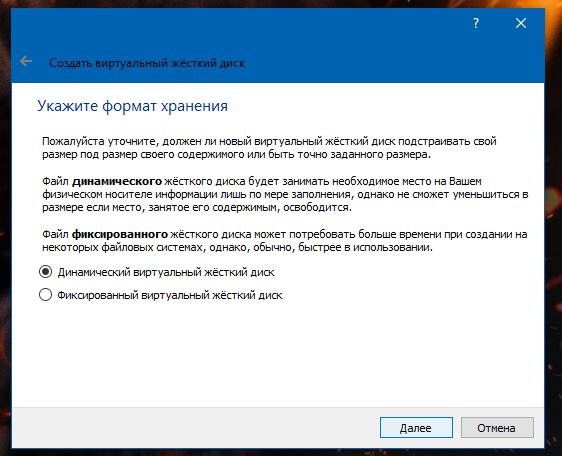 ?
Создать виртуальный жёсткий диск
Укажите формат хранения
Пожалуйста уточните, должен ли новый виртуальный жёсткий диск подстраивать свой
размер под размер своего содержимого или быть точно заданного размера.
Файл динамического жёсткого диска будет занимать необходимое место на Вашем
физическом носителе информации лишь по мере заполнения, однако не сможет уменьшиться в
размере если место, занятое его содержимым, освободится.
Файл фиксированного жёсткого диска может потребовать больше времени при создании на
некоторых файловых системах, однако, обычно, быстрее в использовании.
Динамический виртуальный жёсткий диск
Фиксированный виртуальный жёсткий диск
Далее
Отмена